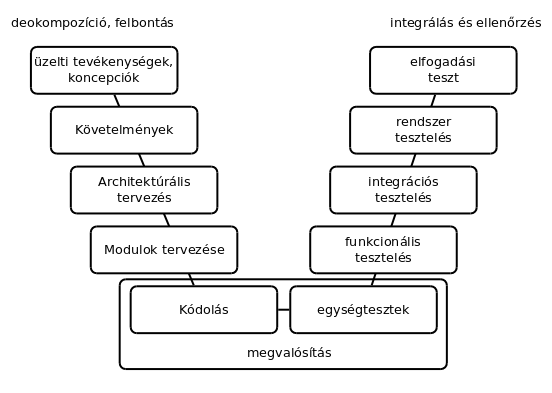 deokompozíció, felbontás
integrálás és ellenőrzés
üzelti tevékenységek,
koncepciók
elfogadási
teszt
Követelmények
rendszer
tesztelés
Architektúrális
tervezés
integrációs
tesztelés
Modulok tervezése
funkcionális
tesztelés
Kódolás
egységtesztek
megvalósítás